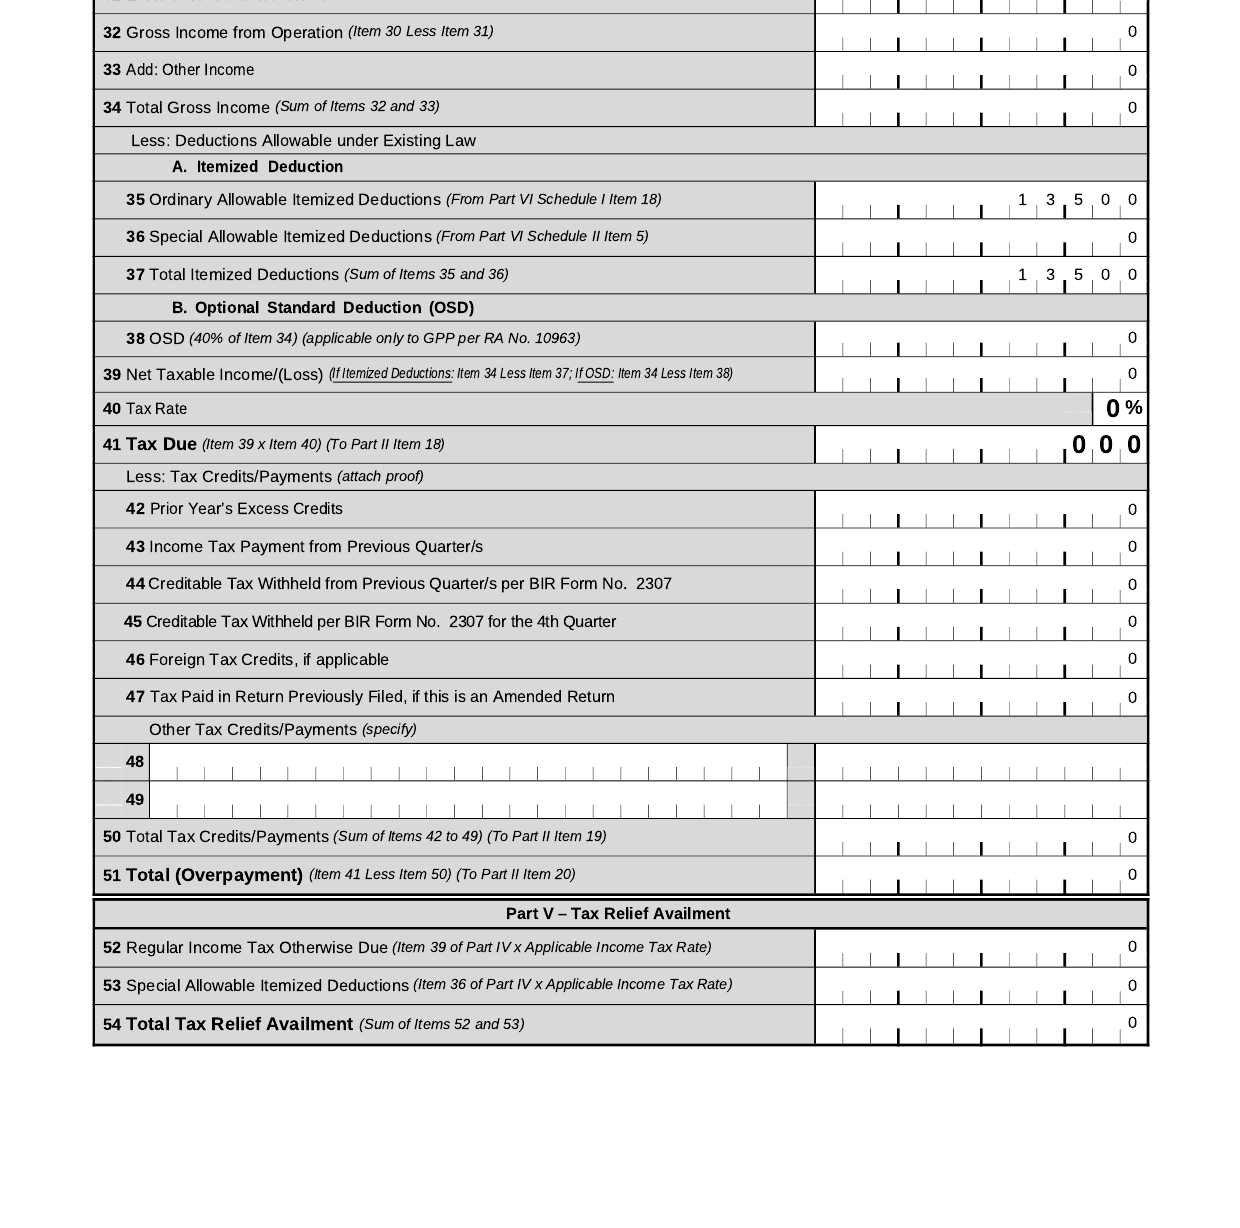 32 Gross Income from Operation (Item 30 Less Item 31) 0
33 Add: Other Income 0
34 Total Gross Income (Sum of Items 32 and 33) 0
Less: Deductions Allowable under Existing Law
A. Itemized Deduction
35 Ordinary Allowable Itemized Deductions (From Part VI Schedule I Item 18) 1 3 5 0 0
36 Special Allowable Itemized Deductions (From Part VI Schedule II Item 5) 0
37 Total Itemized Deductions (Sum of Items 35 and 36) 1 3 5 0 0
B. Optional Standard Deduction (OSD)
38 OSD (40% of Item 34) (applicable only to GPP per RA No. 10963) 0
39 Net Taxable Income/(Loss) (If Itemized Deductions: Item 34 Less Item 37; If OSD: Item 34 Less Item 38) 0
40 Tax Rate 0 %
41 Tax Due (Item 39 x Item 40) (To Part II Item 18) 0 0 0
Less: Tax Credits/Payments (attach proof)
42 Prior Year's Excess Credits 0
43 Income Tax Payment from Previous Quarter/s 0
44 Creditable Tax Withheld from Previous Quarter/s per BIR Form No. 2307 0
45 Creditable Tax Withheld per BIR Form No. 2307 for the 4th Quarter 0
46 Foreign Tax Credits, if applicable 0
47 Tax Paid in Return Previously Filed, if this is an Amended Return 0
Other Tax Credits/Payments (specify)
48
49
50 Total Tax Credits/Payments (Sum of Items 42 to 49) (To Part II Item 19) 0
51 Total (Overpayment) (Item 41 Less Item 50) (To Part II Item 20) 0
Part V – Tax Relief Availment
52 Regular Income Tax Otherwise Due (Item 39 of Part IV x Applicable Income Tax Rate) 0
53 Special Allowable Itemized Deductions (Item 36 of Part IV x Applicable Income Tax Rate) 0
54 Total Tax Relief Availment (Sum of Items 52 and 53) 0